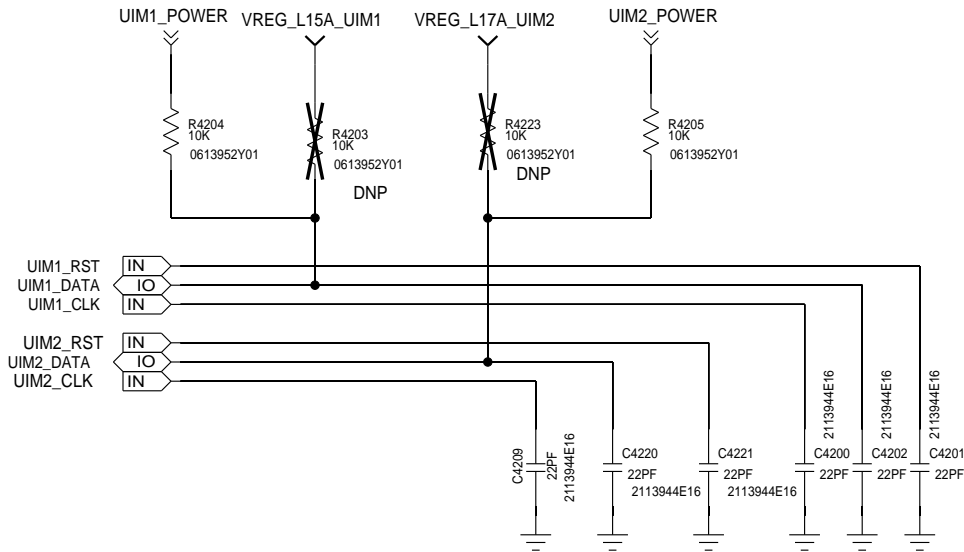 UIM1_POWER
VREG_L15A_UIM1
VREG_L17A_UIM2
UIM2_POWER
R4204
10K
0613952Y01
R4203
10K
0613952Y01
DNP
R4223
10K
0613952Y01
DNP
R4205
10K
0613952Y01
UIM1_RST IN
UIM1_DATA IO
UIM1_CLK IN
UIM2_RST IN
UIM2_DATA IO
UIM2_CLK IN
C4209
22PF
2113944E16
C4220
22PF
2113944E16
C4221
22PF
2113944E16
2113944E16
C4200
22PF
2113944E16
C4202
22PF
2113944E16
C4201
22PF